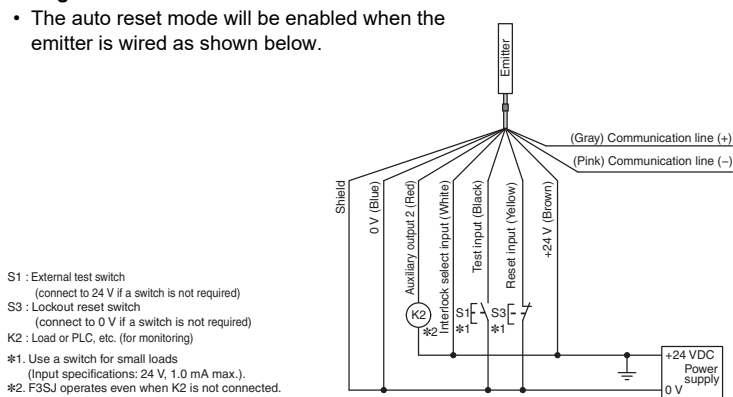 • The auto reset mode will be enabled when the
emitter is wired as shown below.
Emitter
(Gray) Communication line (+)
(Pink) Communication line (−)
Shield
0 V (Blue)
Auxiliary output 2 (Red)
Interlock select input (White)
Test input (Black)
Reset input (Yellow)
+24 V (Brown)
K2
*2
S1
*1
S3
*1
+24 VDC
Power
supply
0 V
S1 : External test switch
(connect to 24 V if a switch is not required)
S3 : Lockout reset switch
(connect to 0 V if a switch is not required)
K2 : Load or PLC, etc. (for monitoring)
*1. Use a switch for small loads
(Input specifications: 24 V, 1.0 mA max.).
*2. F3SJ operates even when K2 is not connected.